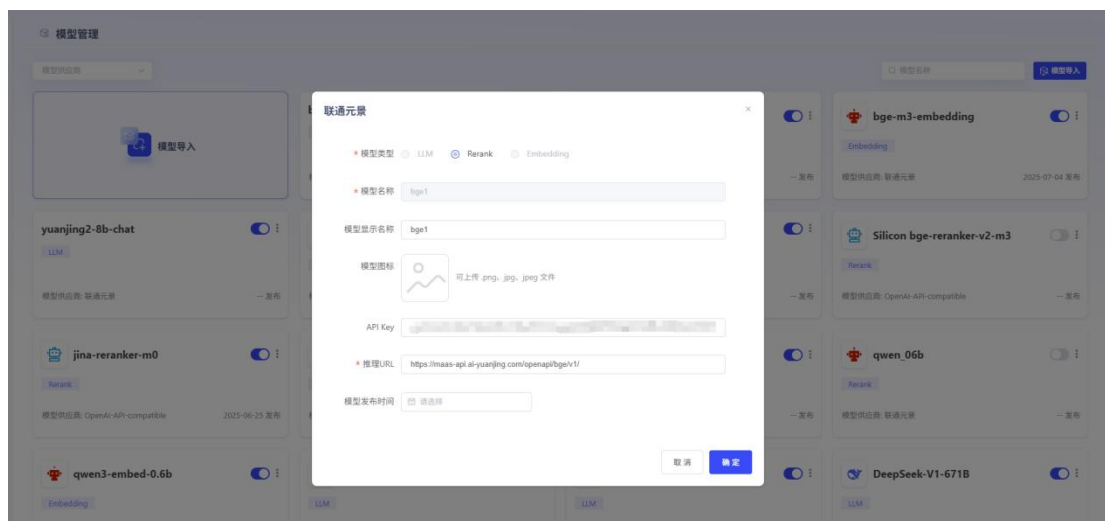 模型管理
模型供应商
模型名称
模型导入
模型导入
bge-m3-embedding
Embedding
-- 发布
模型供应商: 联通元景
2025-07-04 发布
yuanjing2-8b-chat
LLM
模型供应商: 联通元景
-- 发布
-- 发布
Silicon bge-reranker-v2-m3
Rerank
模型供应商: OpenAI-API-compatible
-- 发布
jina-reranker-m0
Rerank
模型供应商: OpenAI-API-compatible
2025-06-25 发布
-- 发布
qwen_06b
Rerank
模型供应商: 联通元景
-- 发布
qwen3-embed-0.6b
Embedding
LLM
LLM
DeepSeek-V1-671B
LLM
联通元景
* 模型类型 LLM Rerank Embedding
* 模型名称 bge1
模型显示名称 bge1
模型图标 可上传 .png、jpg、jpeg 文件
API Key
* 推理URL https://maas-api.ai-yuanjing.com/openapi/bge/v1/
模型发布时间 请选择
取消 确定